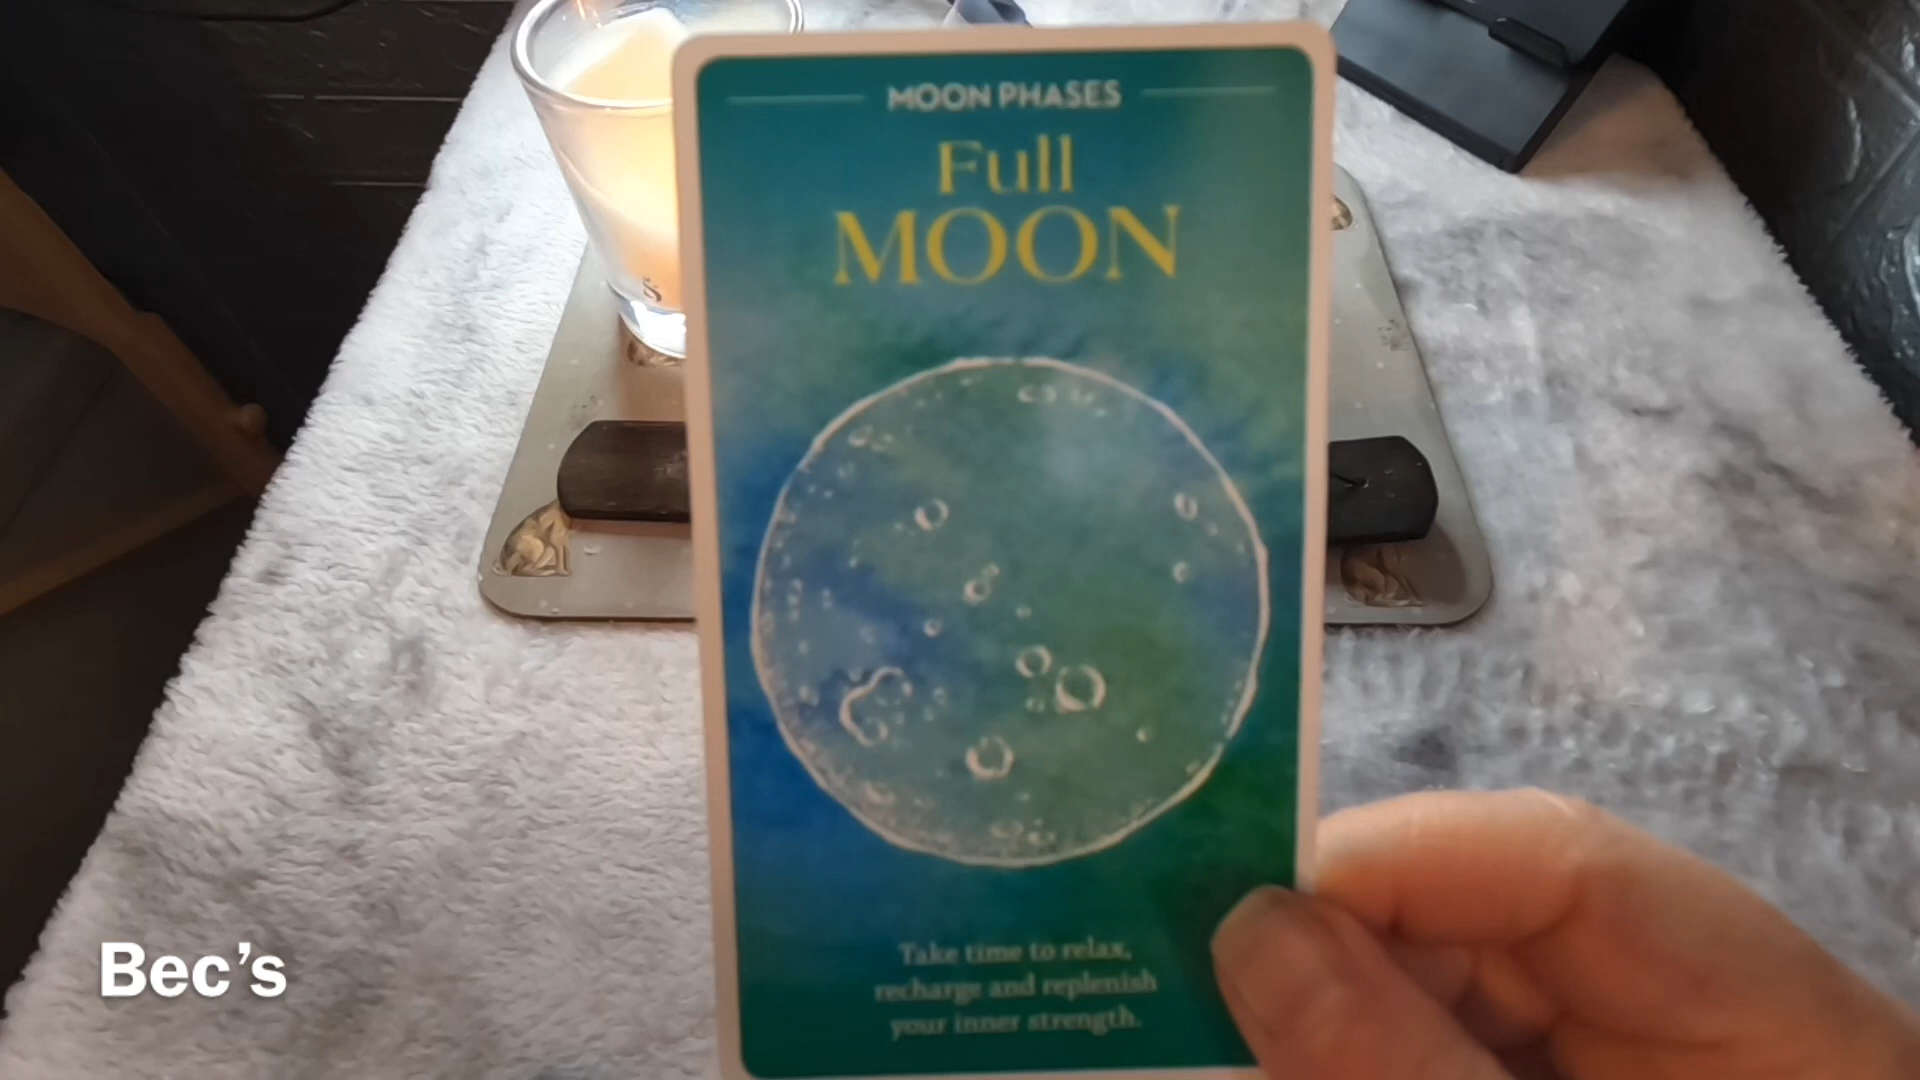 MOON PHASES
Full
MOON
Take time to relax,
recharge and replenish
your inner strength.
Bec’s